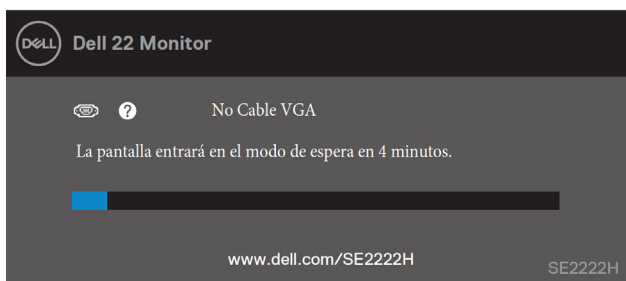 DELL Dell 22 Monitor
No Cable VGA
La pantalla entrará en el modo de espera en 4 minutos.
www.dell.com/SE2222H
SE2222H